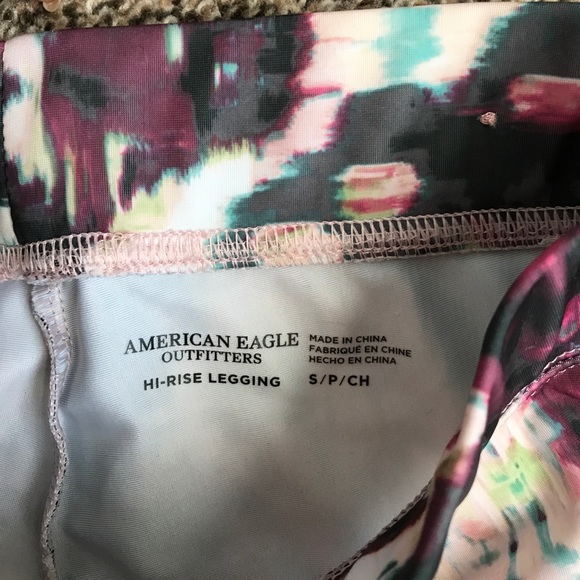 AMERICAN EAGLE
OUTFITTERS
HI-RISE LEGGING
MADE IN CHINA
FABRIQUÉ EN CHINE
HECHO EN CHINA
S/P/CH